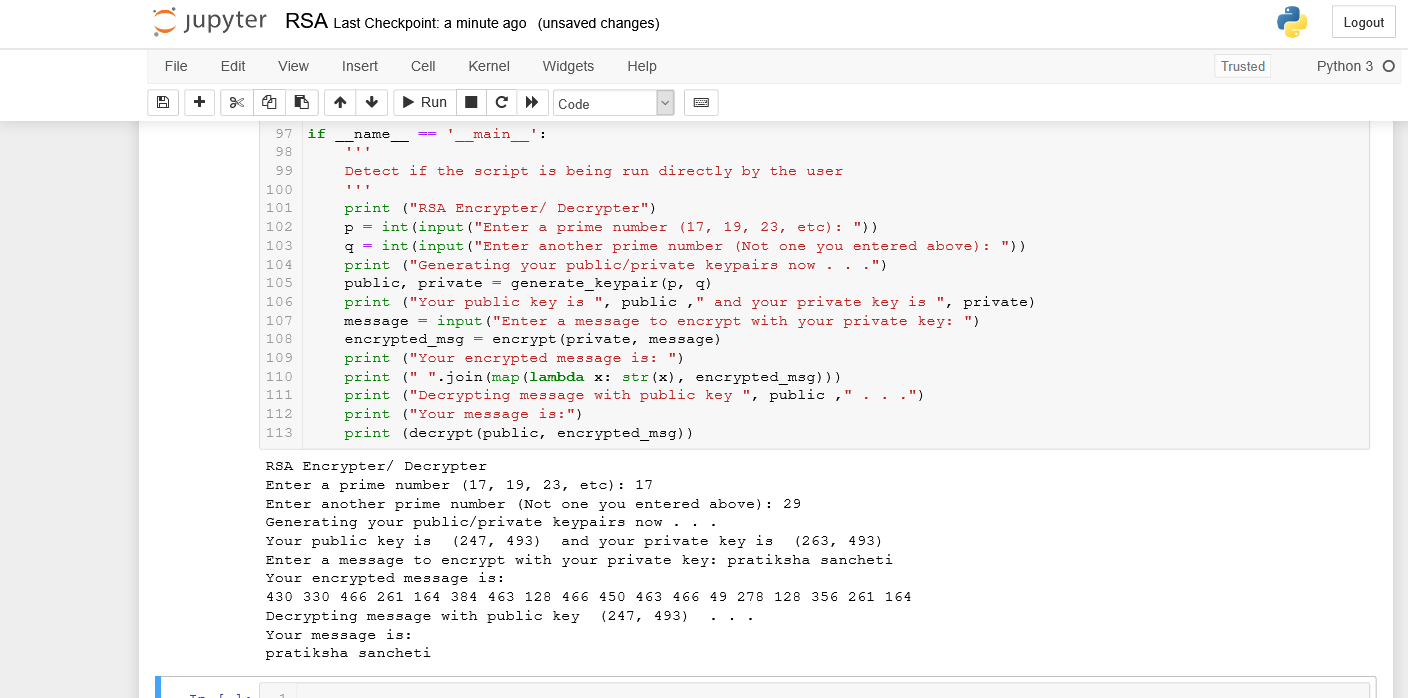 jupyter RSA Last Checkpoint: a minute ago (unsaved changes) Logout
File Edit View Insert Cell Kernel Widgets Help Trusted Python 3
Run Code
97 if __name__ == '__main__':
98     '''
99     Detect if the script is being run directly by the user
100     '''
101     print ("RSA Encrypter/ Decrypter")
102     p = int(input("Enter a prime number (17, 19, 23, etc): "))
103     q = int(input("Enter another prime number (Not one you entered above): "))
104     print ("Generating your public/private keypairs now . . .")
105     public, private = generate_keypair(p, q)
106     print ("Your public key is ", public ," and your private key is ", private)
107     message = input("Enter a message to encrypt with your private key: ")
108     encrypted_msg = encrypt(private, message)
109     print ("Your encrypted message is: ")
110     print (" ".join(map(lambda x: str(x), encrypted_msg)))
111     print ("Decrypting message with public key ", public ," . . .")
112     print ("Your message is:")
113     print (decrypt(public, encrypted_msg))
RSA Encrypter/ Decrypter
Enter a prime number (17, 19, 23, etc): 17
Enter another prime number (Not one you entered above): 29
Generating your public/private keypairs now . . .
Your public key is  (247, 493)  and your private key is  (263, 493)
Enter a message to encrypt with your private key: pratiksha sancheti
Your encrypted message is:
430 330 466 261 164 384 463 128 466 450 463 466 49 278 128 356 261 164
Decrypting message with public key  (247, 493)  . . .
Your message is:
pratiksha sancheti
In [ ]: 1